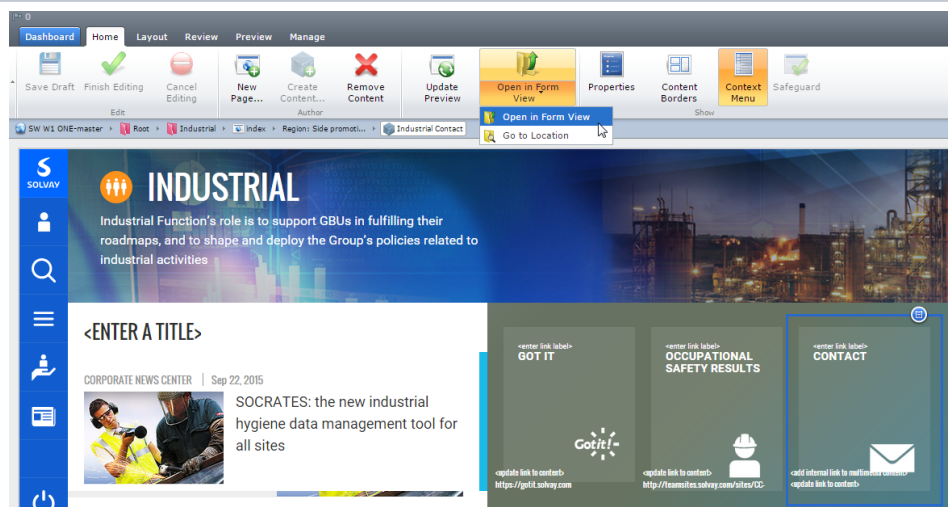 0
Dashboard Home Layout Review Preview Manage
Save Draft Finish Editing Cancel Editing New Page... Create Content... Remove Content Update Preview Open in Form View Properties Content Borders Context Menu Safeguard
Edit Author Show
Open in Form View
Go to Location
SW W1 ONE-master Root Industrial index Region: Side promoti... Industrial Contact
S
SOLVAY
INDUSTRIAL
Industrial Function's role is to support GBUs in fulfilling their
roadmaps, and to shape and deploy the Group's policies related to
industrial activities
<ENTER A TITLE>
CORPORATE NEWS CENTER | Sep 22, 2015
SOCRATES: the new industrial
hygiene data management tool for
all sites
<enter link label>
GOT IT
Gotit!
<update link to content>
https://gotit.solvay.com
<enter link label>
OCCUPATIONAL
SAFETY RESULTS
<update link to content>
http://teamsites.solvay.com/sites/CC-
<enter link label>
CONTACT
<add internal link to multimedia content>
<update link to content>